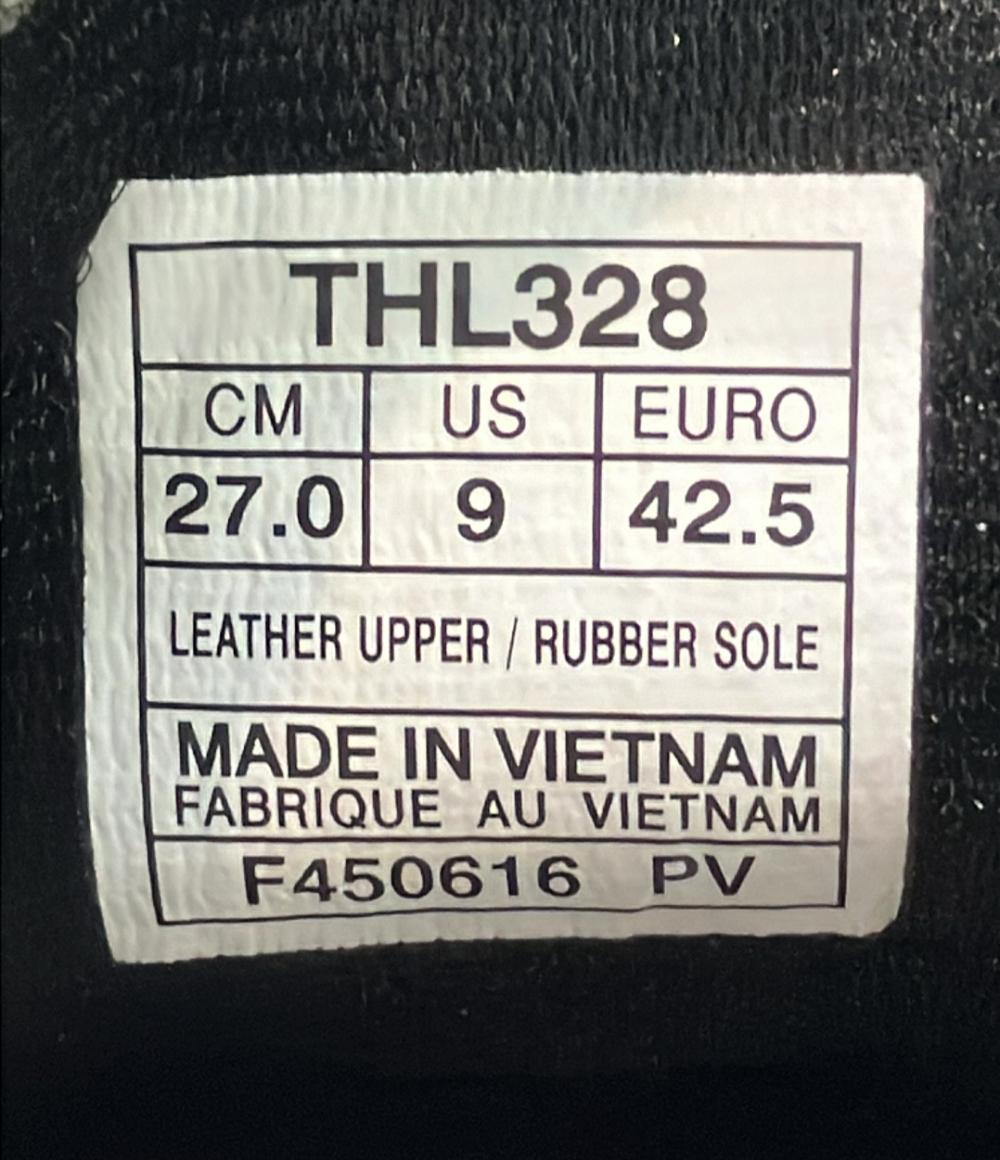 THL328
CM US EURO
27.0 9 42.5
LEATHER UPPER / RUBBER SOLE
MADE IN VIETNAM
FABRIQUE AU VIETNAM
F450616 PV